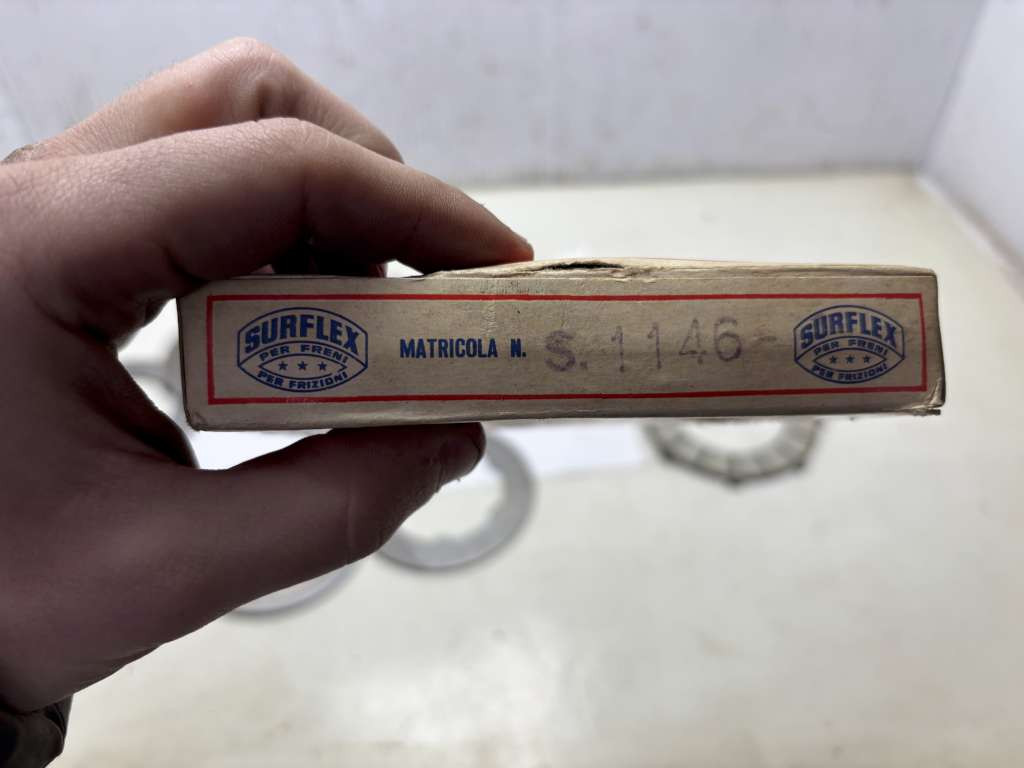 SURFLEX
PER FRENI
PER FRIZIONI
MATRICOLA N. S. 1146-
SURFLEX
PER FRENI
PER FRIZIONI